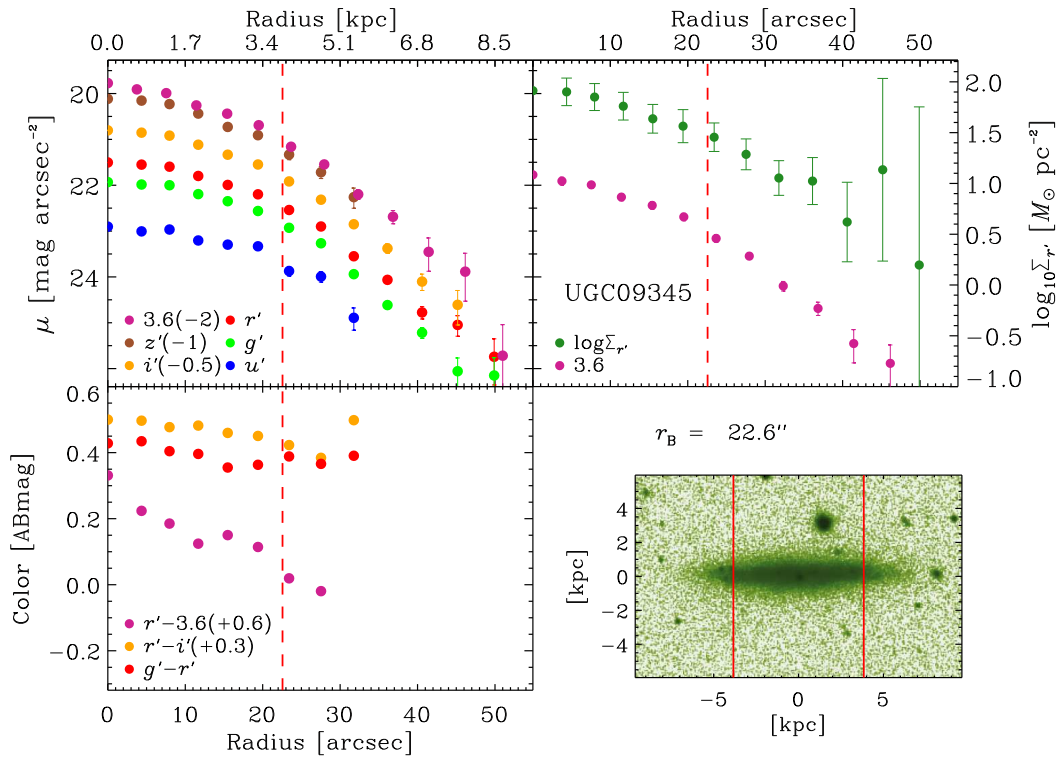 Radius [kpc]
0.0 1.7 3.4 5.1 6.8 8.5
Radius [arcsec]
10 20 30 40 50
20
22
24
μ [mag arcsec⁻²]
3.6(−2)
z′(−1)
i′(−0.5)
r′
g′
u′
UGC09345
logΣr′
3.6
2.0
1.5
1.0
0.5
0.0
−0.5
−1.0
log₁₀Σr′ [M⊙ pc⁻²]
0.6
0.4
0.2
0.0
−0.2
Color [ABmag]
r′−3.6(+0.6)
r′−i′(+0.3)
g′−r′
0 10 20 30 40 50
Radius [arcsec]
rB = 22.6″
4
2
0
−2
−4
[kpc]
−5 0 5
[kpc]